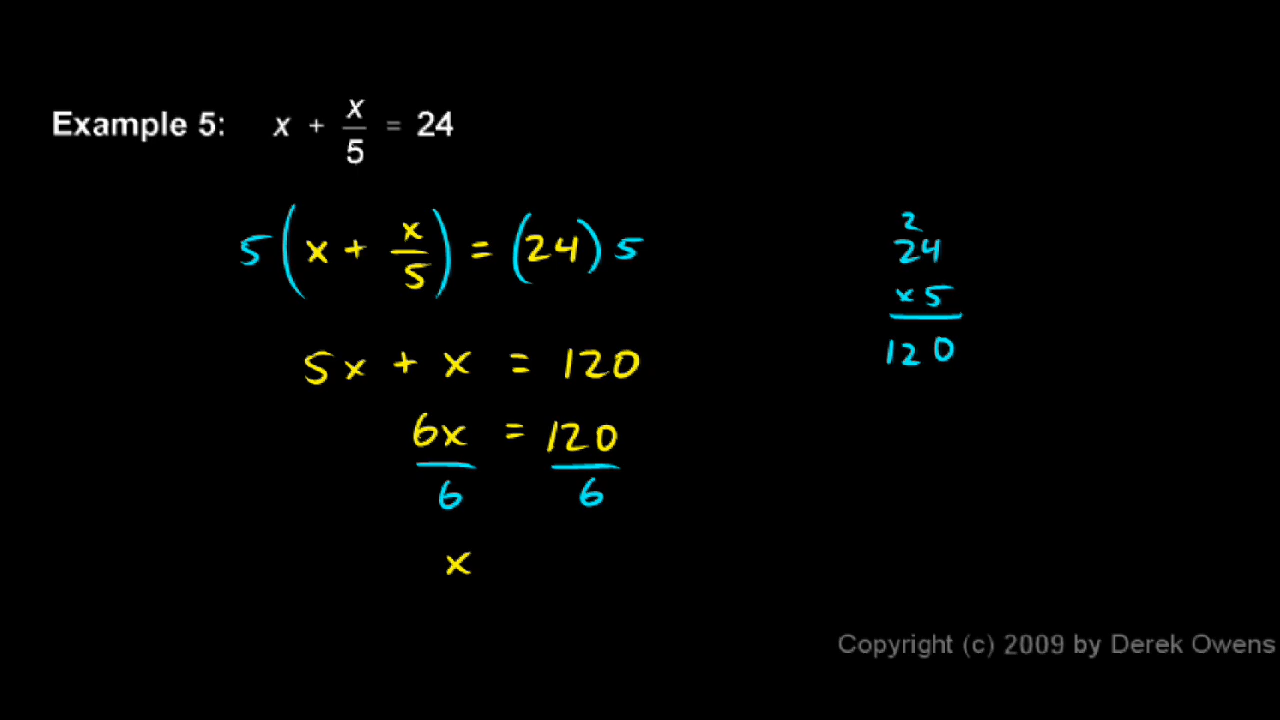 Example 5: x + x/5 = 24
5(x + x/5) = (24)5
5x + x = 120
6x/6 = 120/6
x
2
24
x5
120
Copyright (c) 2009 by Derek Owens